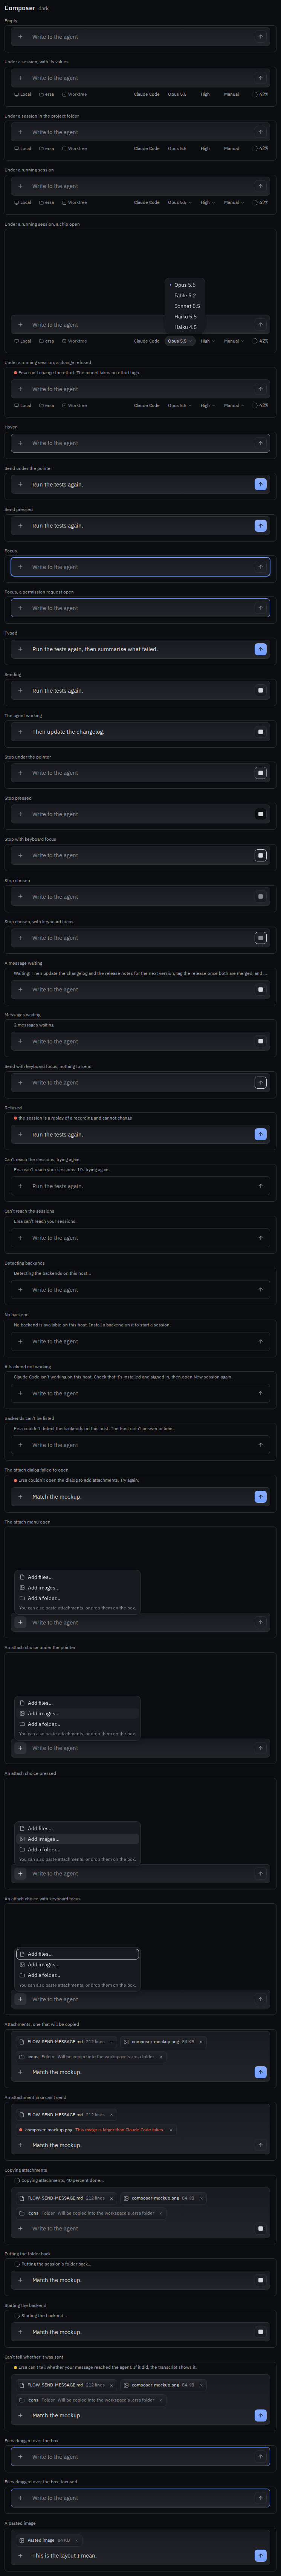 Composer dark
Empty
Write to the agent
Under a session, with its values
Write to the agent
Local ersa Worktree Claude Code Opus 5.5 High Manual 42%
Under a session in the project folder
Write to the agent
Local ersa Worktree Claude Code Opus 5.5 High Manual 42%
Under a running session
Write to the agent
Local ersa Worktree Claude Code Opus 5.5 High Manual 42%
Under a running session, a chip open
Opus 5.5
Fable 5.2
Sonnet 5.5
Haiku 5.5
Haiku 4.5
Write to the agent
Local ersa Worktree Claude Code Opus 5.5 High Manual 42%
Under a running session, a change refused
Ersa can't change the effort. The model takes no effort high.
Write to the agent
Local ersa Worktree Claude Code Opus 5.5 High Manual 42%
Hover
Write to the agent
Send under the pointer
Run the tests again.
Send pressed
Run the tests again.
Focus
Write to the agent
Focus, a permission request open
Write to the agent
Typed
Run the tests again, then summarise what failed.
Sending
Run the tests again.
The agent working
Then update the changelog.
Stop under the pointer
Write to the agent
Stop pressed
Write to the agent
Stop with keyboard focus
Write to the agent
Stop chosen
Write to the agent
Stop chosen, with keyboard focus
Write to the agent
A message waiting
Waiting: Then update the changelog and the release notes for the next version, tag the release once both are merged, and ...
Write to the agent
Messages waiting
2 messages waiting
Write to the agent
Send with keyboard focus, nothing to send
Write to the agent
Refused
the session is a replay of a recording and cannot change
Run the tests again.
Can't reach the sessions, trying again
Ersa can't reach your sessions. It's trying again.
Run the tests again.
Can't reach the sessions
Ersa can't reach your sessions.
Write to the agent
Detecting backends
Detecting the backends on this host...
Write to the agent
No backend
No backend is available on this host. Install a backend on it to start a session.
Write to the agent
A backend not working
Claude Code isn't working on this host. Check that it's installed and signed in, then open New session again.
Write to the agent
Backends can't be listed
Ersa couldn't detect the backends on this host. The host didn't answer in time.
Write to the agent
The attach dialog failed to open
Ersa couldn't open the dialog to add attachments. Try again.
Match the mockup.
The attach menu open
Add files...
Add images...
Add a folder...
You can also paste attachments, or drop them on the box.
Write to the agent
An attach choice under the pointer
Add files...
Add images...
Add a folder...
You can also paste attachments, or drop them on the box.
Write to the agent
An attach choice pressed
Add files...
Add images...
Add a folder...
You can also paste attachments, or drop them on the box.
Write to the agent
An attach choice with keyboard focus
Add files...
Add images...
Add a folder...
You can also paste attachments, or drop them on the box.
Write to the agent
Attachments, one that will be copied
FLOW-SEND-MESSAGE.md 212 lines × composer-mockup.png 84 KB ×
icons Folder Will be copied into the workspace's .ersa folder ×
Match the mockup.
An attachment Ersa can't send
FLOW-SEND-MESSAGE.md 212 lines ×
composer-mockup.png This image is larger than Claude Code takes. ×
Match the mockup.
Copying attachments
Copying attachments, 40 percent done...
FLOW-SEND-MESSAGE.md 212 lines × composer-mockup.png 84 KB ×
icons Folder Will be copied into the workspace's .ersa folder ×
Write to the agent
Putting the folder back
Putting the session's folder back...
Match the mockup.
Starting the backend
Starting the backend...
Match the mockup.
Can't tell whether it was sent
Ersa can't tell whether your message reached the agent. If it did, the transcript shows it.
FLOW-SEND-MESSAGE.md 212 lines × composer-mockup.png 84 KB ×
icons Folder Will be copied into the workspace's .ersa folder ×
Match the mockup.
Files dragged over the box
Write to the agent
Files dragged over the box, focused
Write to the agent
A pasted image
Pasted image 84 KB ×
This is the layout I mean.